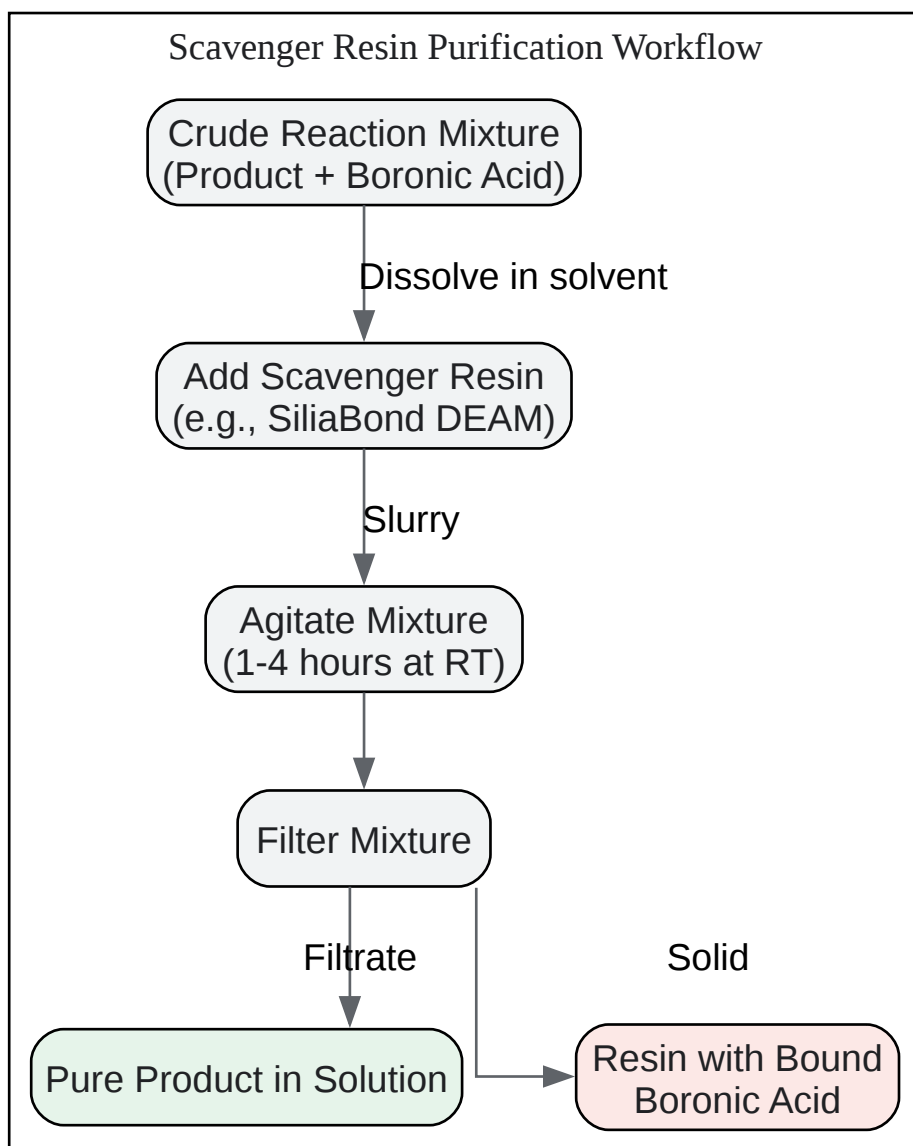 Scavenger Resin Purification Workflow
Crude Reaction Mixture
(Product + Boronic Acid)
Dissolve in solvent
Add Scavenger Resin
(e.g., SiliaBond DEAM)
Slurry
Agitate Mixture
(1-4 hours at RT)
Filter Mixture
Filtrate
Solid
Pure Product in Solution
Resin with Bound
Boronic Acid